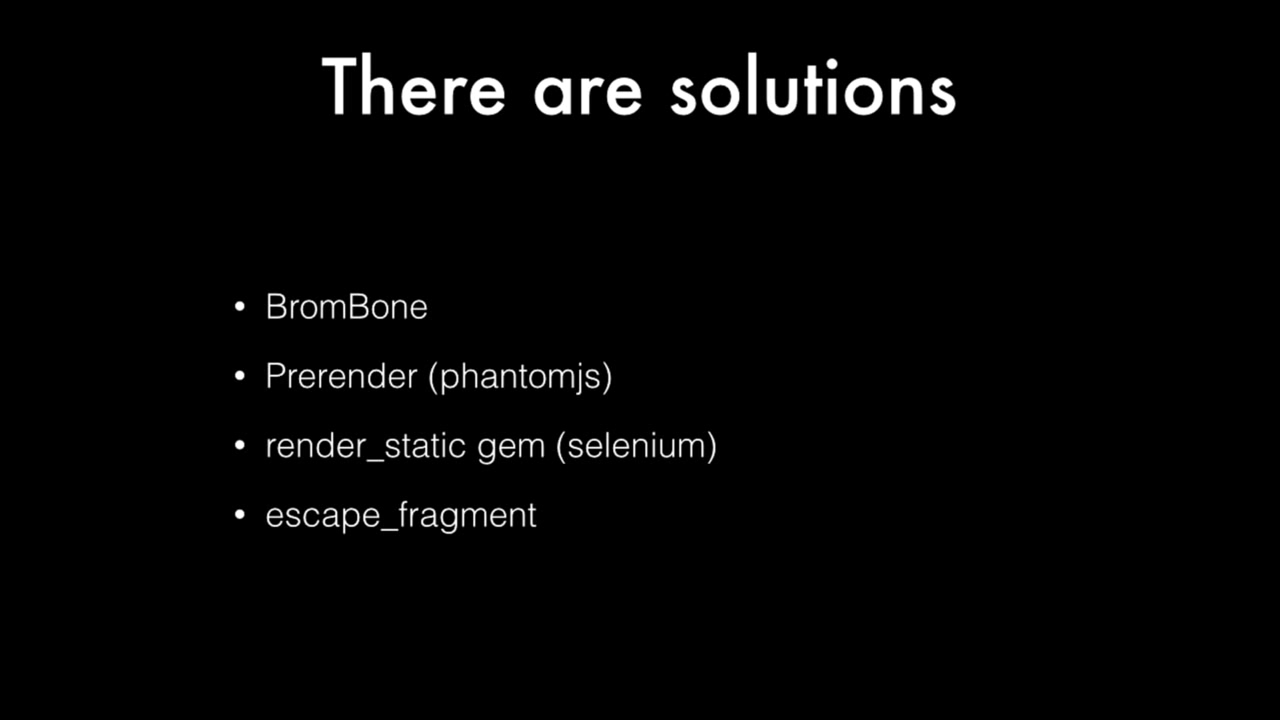 There are solutions
• BromBone
• Prerender (phantomjs)
• render_static gem (selenium)
• escape_fragment